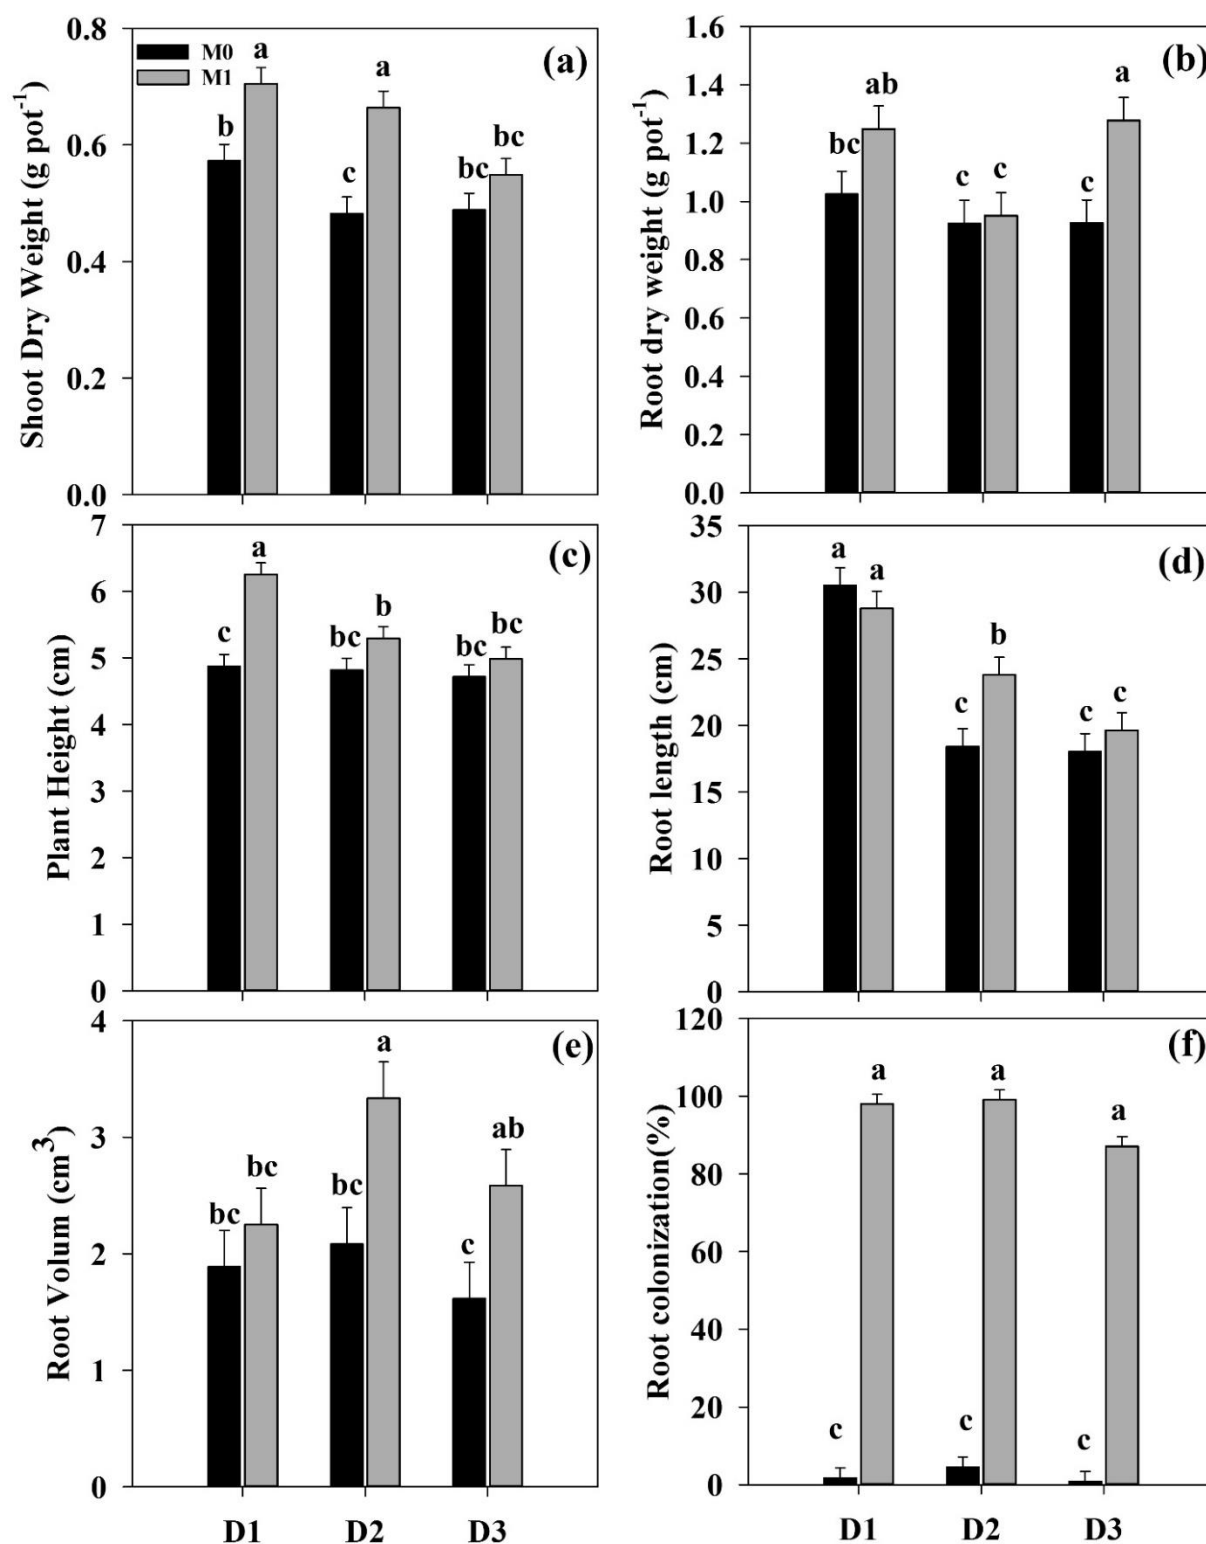 Shoot Dry Weight (g pot-1)
0.8
0.6
0.4
0.2
0.0
M0
M1
(a)
b
a
c
a
bc
bc
Root dry weight (g pot-1)
1.6
1.4
1.2
1.0
0.8
0.6
0.4
0.2
0.0
(b)
bc
ab
c
c
c
a
Plant Height (cm)
7
6
5
4
3
2
1
0
(c)
c
a
bc
b
bc
bc
Root length (cm)
35
30
25
20
15
10
5
0
(d)
a
a
c
b
c
c
Root Volum (cm3)
4
3
2
1
0
(e)
bc
bc
bc
a
c
ab
D1
D2
D3
Root colonization(%)
120
100
80
60
40
20
0
(f)
c
a
c
a
c
a
D1
D2
D3